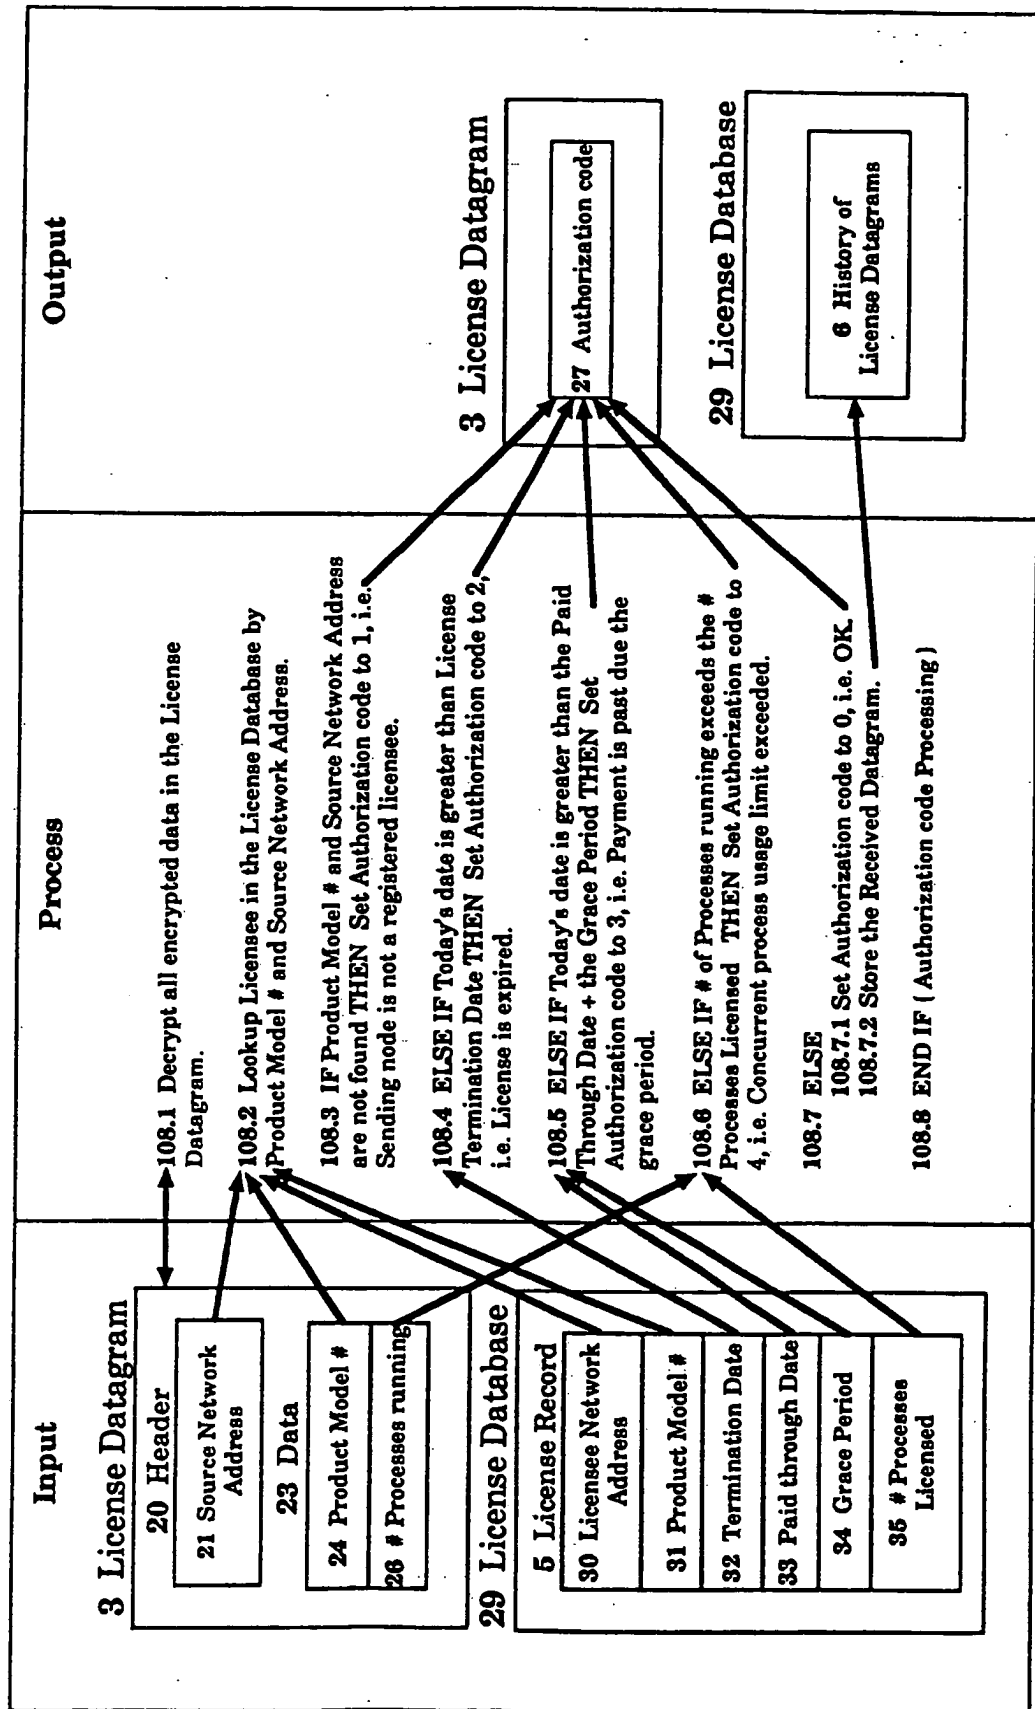 Input
3 License Datagram
20 Header
21 Source Network
Address
23 Data
24 Product Model #
26 # Processes running
29 License Database
5 License Record
30 Licensee Network
Address
31 Product Model #
32 Termination Date
33 Paid through Date
34 Grace Period
35 # Processes
Licensed
Process
108.1 Decrypt all encrypted data in the License
Datagram.
108.2 Lookup Licensee in the License Database by
Product Model # and Source Network Address.
108.3 IF Product Model # and Source Network Address
are not found THEN Set Authorization code to 1, i.e.
Sending node is not a registered licensee.
108.4 ELSE IF Today's date is greater than License
Termination Date THEN Set Authorization code to 2,
i.e. License is expired.
108.5 ELSE IF Today's date is greater than the Paid
Through Date + the Grace Period THEN Set
Authorization code to 3, i.e. Payment is past due the
grace period.
108.6 ELSE IF # of Processes running exceeds the #
Processes Licensed THEN Set Authorization code to
4, i.e. Concurrent process usage limit exceeded.
108.7 ELSE
108.7.1 Set Authorization code to 0, i.e. OK.
108.7.2 Store the Received Datagram.
108.8 END IF ( Authorization code Processing )
Output
3 License Datagram
27 Authorization code
29 License Database
6 History of
License Datagrams